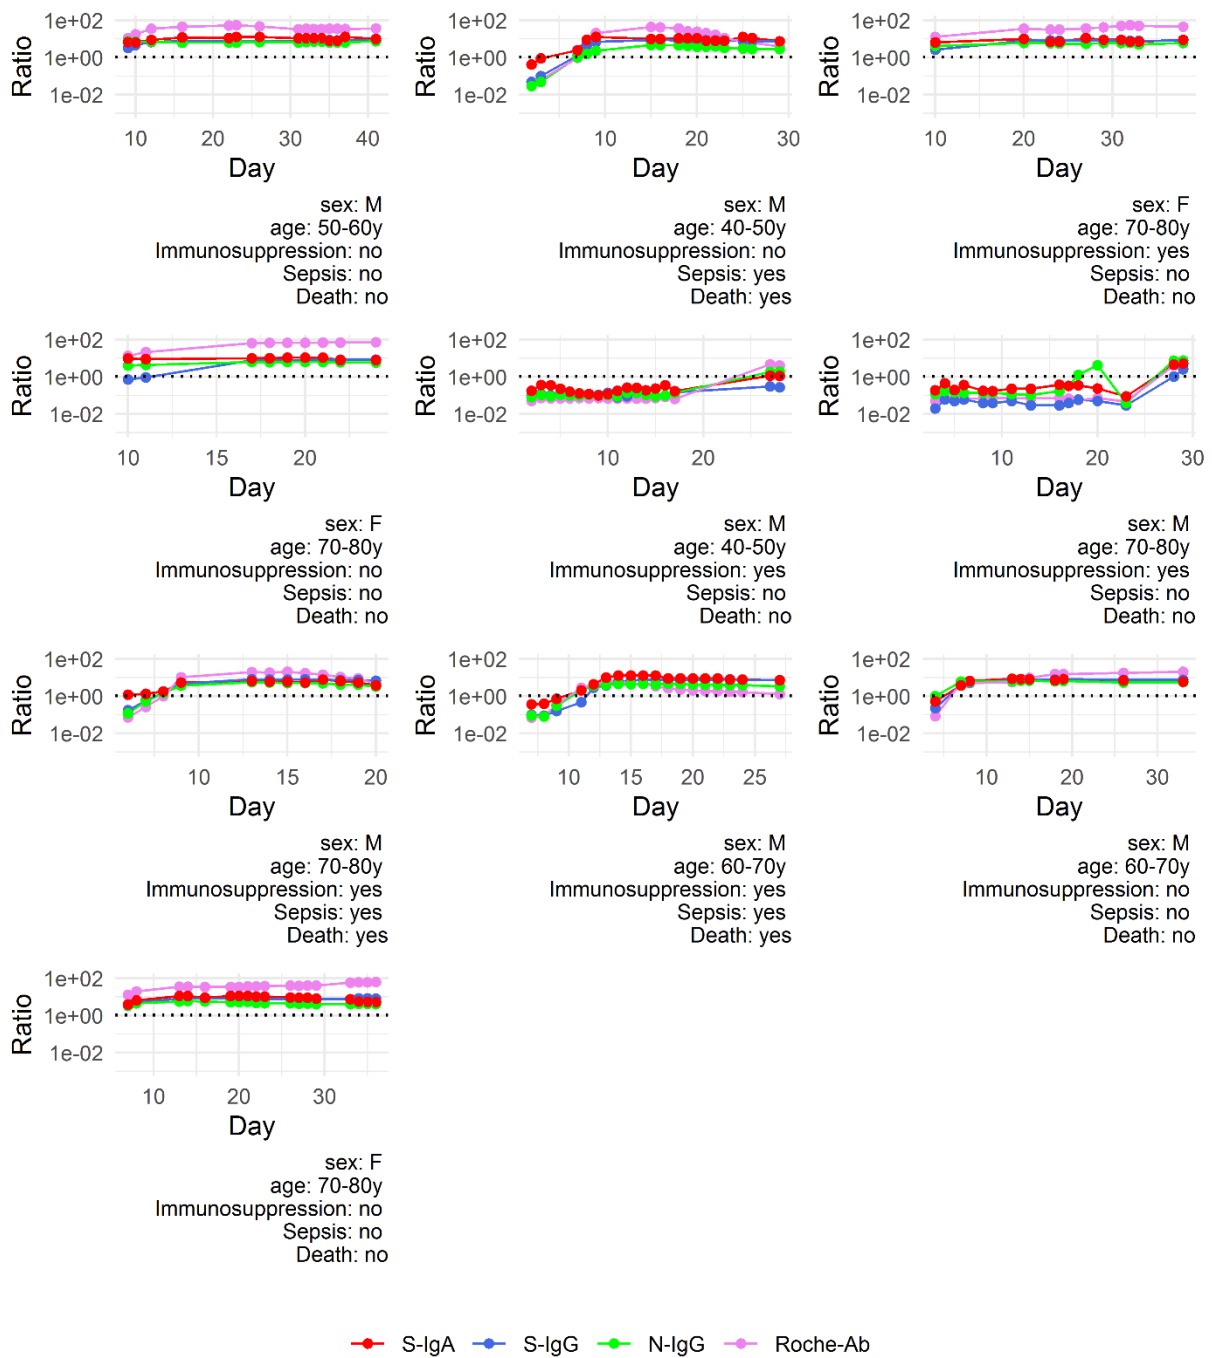 1e+02
1e+00
1e-02
Ratio
10 20 30 40
Day
sex: M
age: 50-60y
Immunosuppression: no
Sepsis: no
Death: no
1e+02
1e+00
1e-02
Ratio
10 20 30
Day
sex: M
age: 40-50y
Immunosuppression: no
Sepsis: yes
Death: yes
1e+02
1e+00
1e-02
Ratio
10 20 30
Day
sex: F
age: 70-80y
Immunosuppression: yes
Sepsis: no
Death: no
1e+02
1e+00
1e-02
Ratio
10 15 20
Day
sex: F
age: 70-80y
Immunosuppression: no
Sepsis: no
Death: no
1e+02
1e+00
1e-02
Ratio
10 20
Day
sex: M
age: 40-50y
Immunosuppression: yes
Sepsis: no
Death: no
1e+02
1e+00
1e-02
Ratio
10 20 30
Day
sex: M
age: 70-80y
Immunosuppression: yes
Sepsis: no
Death: no
1e+02
1e+00
1e-02
Ratio
10 15 20
Day
sex: M
age: 70-80y
Immunosuppression: yes
Sepsis: yes
Death: yes
1e+02
1e+00
1e-02
Ratio
10 15 20 25
Day
sex: M
age: 60-70y
Immunosuppression: yes
Sepsis: yes
Death: yes
1e+02
1e+00
1e-02
Ratio
10 20 30
Day
sex: M
age: 60-70y
Immunosuppression: no
Sepsis: no
Death: no
1e+02
1e+00
1e-02
Ratio
10 20 30
Day
sex: F
age: 70-80y
Immunosuppression: no
Sepsis: no
Death: no
S-IgA S-IgG N-IgG Roche-Ab